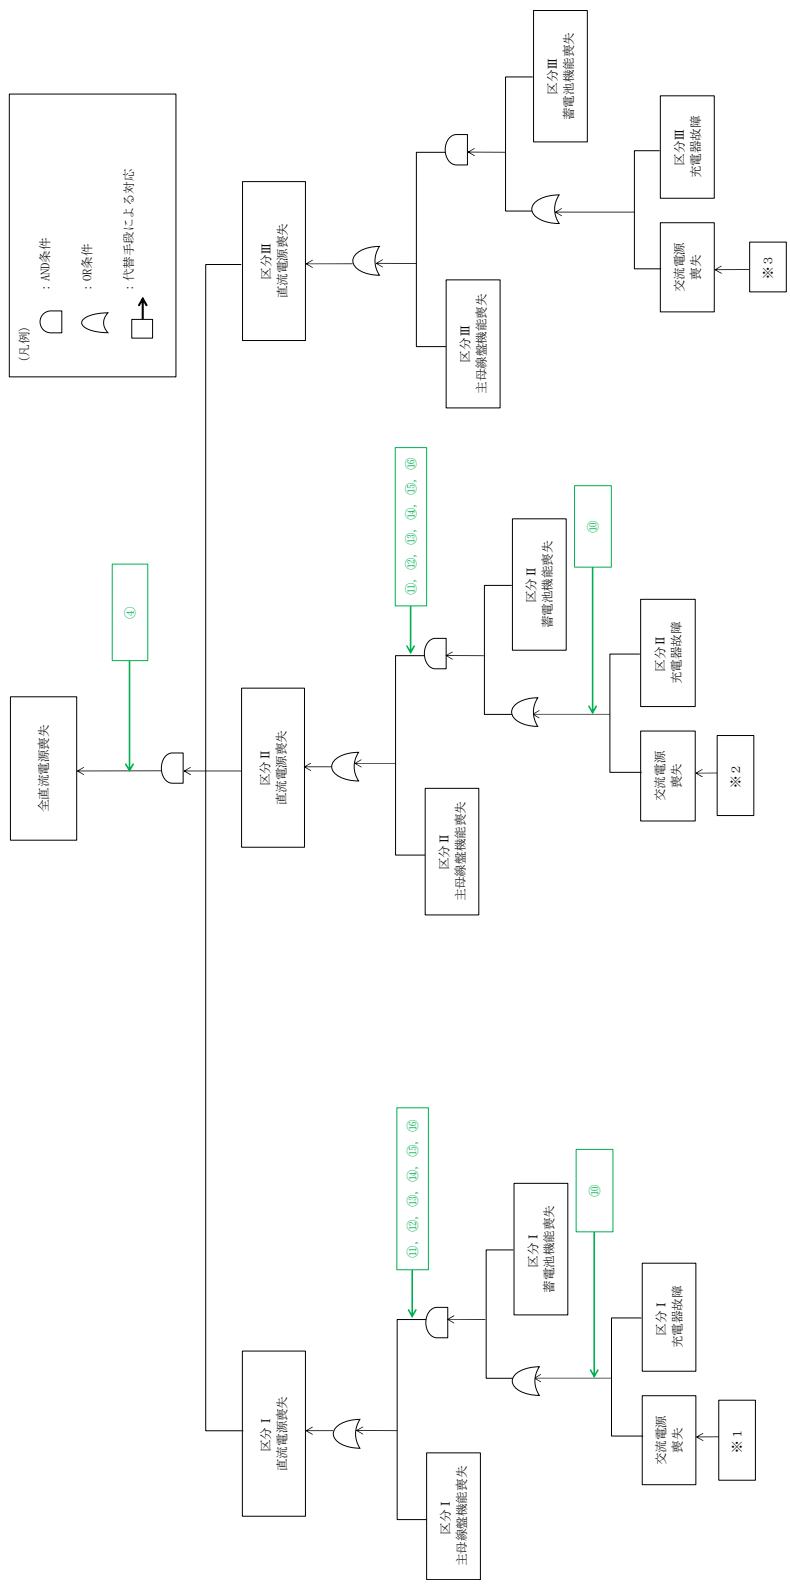 (凡例)
：AND条件
：OR条件
：代替手段による対応
全直流電源喪失
④
区分Ⅰ
直流電源喪失
区分Ⅱ
直流電源喪失
区分Ⅲ
直流電源喪失
区分Ⅰ
主母線盤機能喪失
⑪, ⑫, ⑬, ⑭, ⑮, ⑯
区分Ⅱ
主母線盤機能喪失
⑪, ⑫, ⑬, ⑭, ⑮, ⑯
区分Ⅲ
主母線盤機能喪失
区分Ⅰ
蓄電池機能喪失
区分Ⅱ
蓄電池機能喪失
区分Ⅲ
蓄電池機能喪失
⑩
⑩
交流電源
喪失
区分Ⅰ
充電器故障
交流電源
喪失
区分Ⅱ
充電器故障
交流電源
喪失
区分Ⅲ
充電器故障
※1
※2
※3